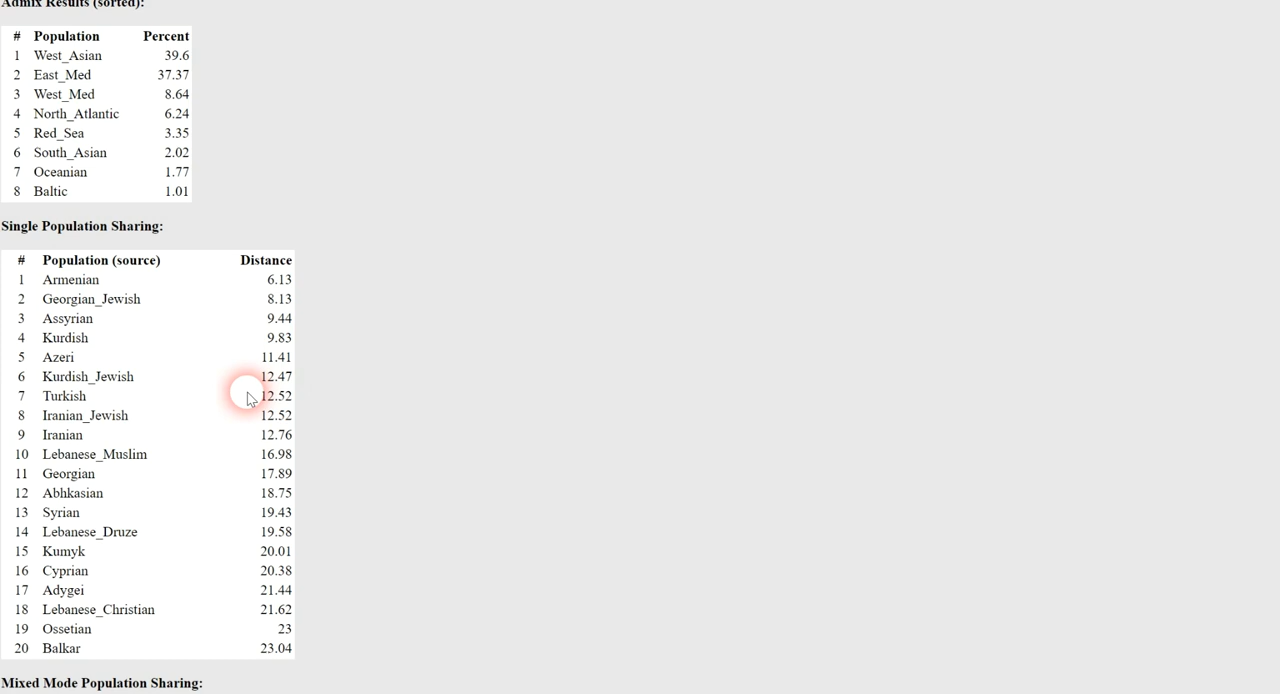 Admix Results (sorted):
# Population Percent
1 West_Asian 39.6
2 East_Med 37.37
3 West_Med 8.64
4 North_Atlantic 6.24
5 Red_Sea 3.35
6 South_Asian 2.02
7 Oceanian 1.77
8 Baltic 1.01
Single Population Sharing:
# Population (source) Distance
1 Armenian 6.13
2 Georgian_Jewish 8.13
3 Assyrian 9.44
4 Kurdish 9.83
5 Azeri 11.41
6 Kurdish_Jewish 12.47
7 Turkish 12.52
8 Iranian_Jewish 12.52
9 Iranian 12.76
10 Lebanese_Muslim 16.98
11 Georgian 17.89
12 Abhkasian 18.75
13 Syrian 19.43
14 Lebanese_Druze 19.58
15 Kumyk 20.01
16 Cyprian 20.38
17 Adygei 21.44
18 Lebanese_Christian 21.62
19 Ossetian 23
20 Balkar 23.04
Mixed Mode Population Sharing: